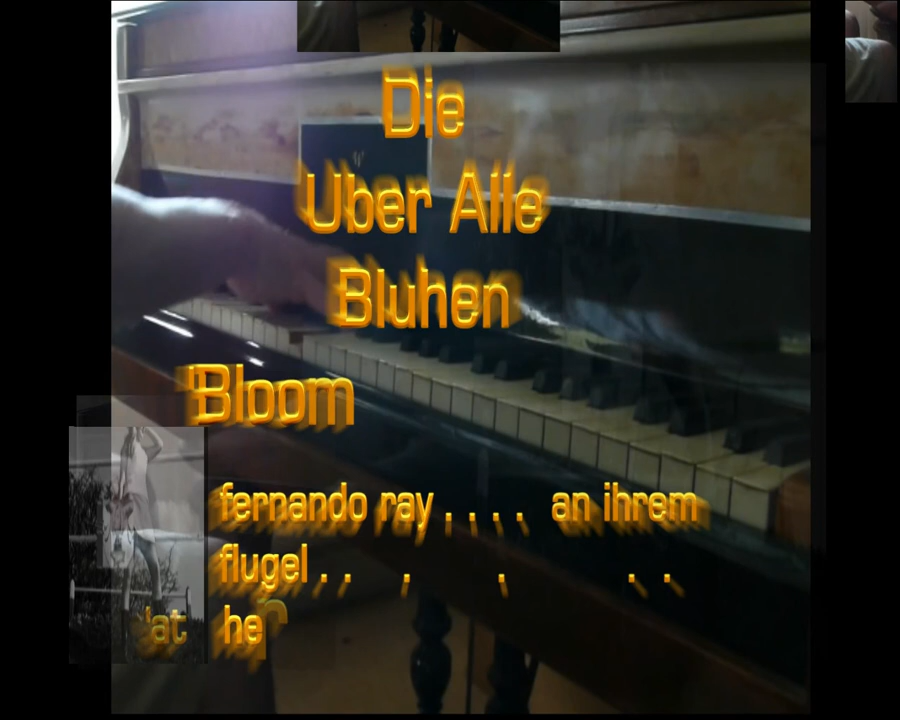 Die
Uber Alle
Bluhen
Bloom
fernando ray . . . . an ihrem
flugel . . . . . .
'at he